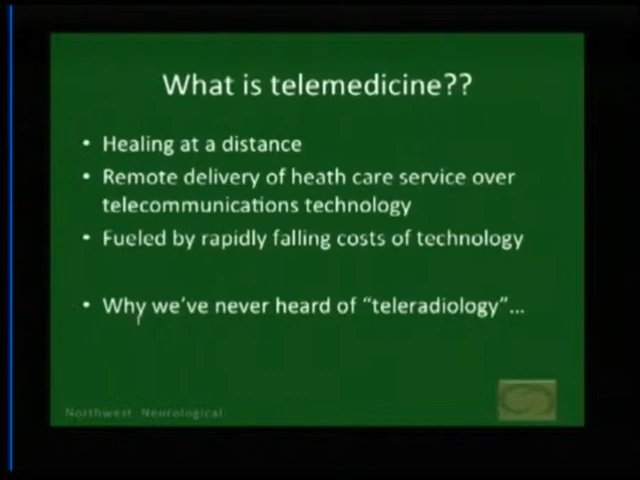 What is telemedicine??
• Healing at a distance
• Remote delivery of heath care service over
telecommunications technology
• Fueled by rapidly falling costs of technology
• Why we've never heard of “teleradiology”...
Northwest Neurological